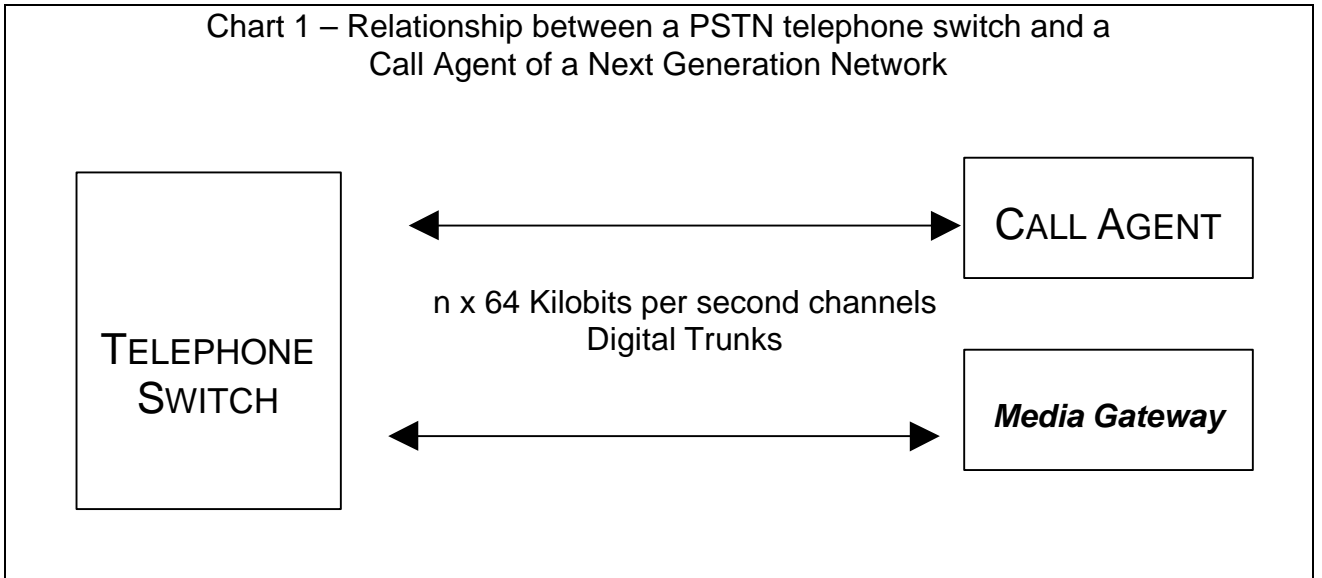 Chart 1 – Relationship between a PSTN telephone switch and a
Call Agent of a Next Generation Network
CALL AGENT
n x 64 Kilobits per second channels
Digital Trunks
TELEPHONE
SWITCH
Media Gateway